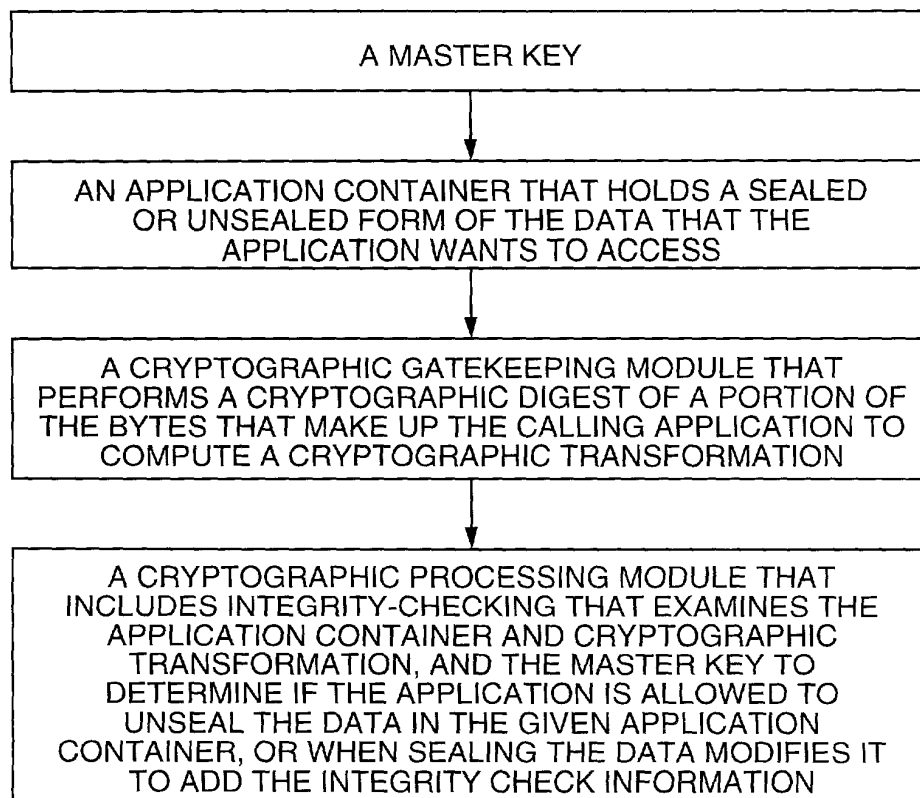 A MASTER KEY
AN APPLICATION CONTAINER THAT HOLDS A SEALED
OR UNSEALED FORM OF THE DATA THAT THE
APPLICATION WANTS TO ACCESS
A CRYPTOGRAPHIC GATEKEEPING MODULE THAT
PERFORMS A CRYPTOGRAPHIC DIGEST OF A PORTION OF
THE BYTES THAT MAKE UP THE CALLING APPLICATION TO
COMPUTE A CRYPTOGRAPHIC TRANSFORMATION
A CRYPTOGRAPHIC PROCESSING MODULE THAT
INCLUDES INTEGRITY-CHECKING THAT EXAMINES THE
APPLICATION CONTAINER AND CRYPTOGRAPHIC
TRANSFORMATION, AND THE MASTER KEY TO
DETERMINE IF THE APPLICATION IS ALLOWED TO
UNSEAL THE DATA IN THE GIVEN APPLICATION
CONTAINER, OR WHEN SEALING THE DATA MODIFIES IT
TO ADD THE INTEGRITY CHECK INFORMATION